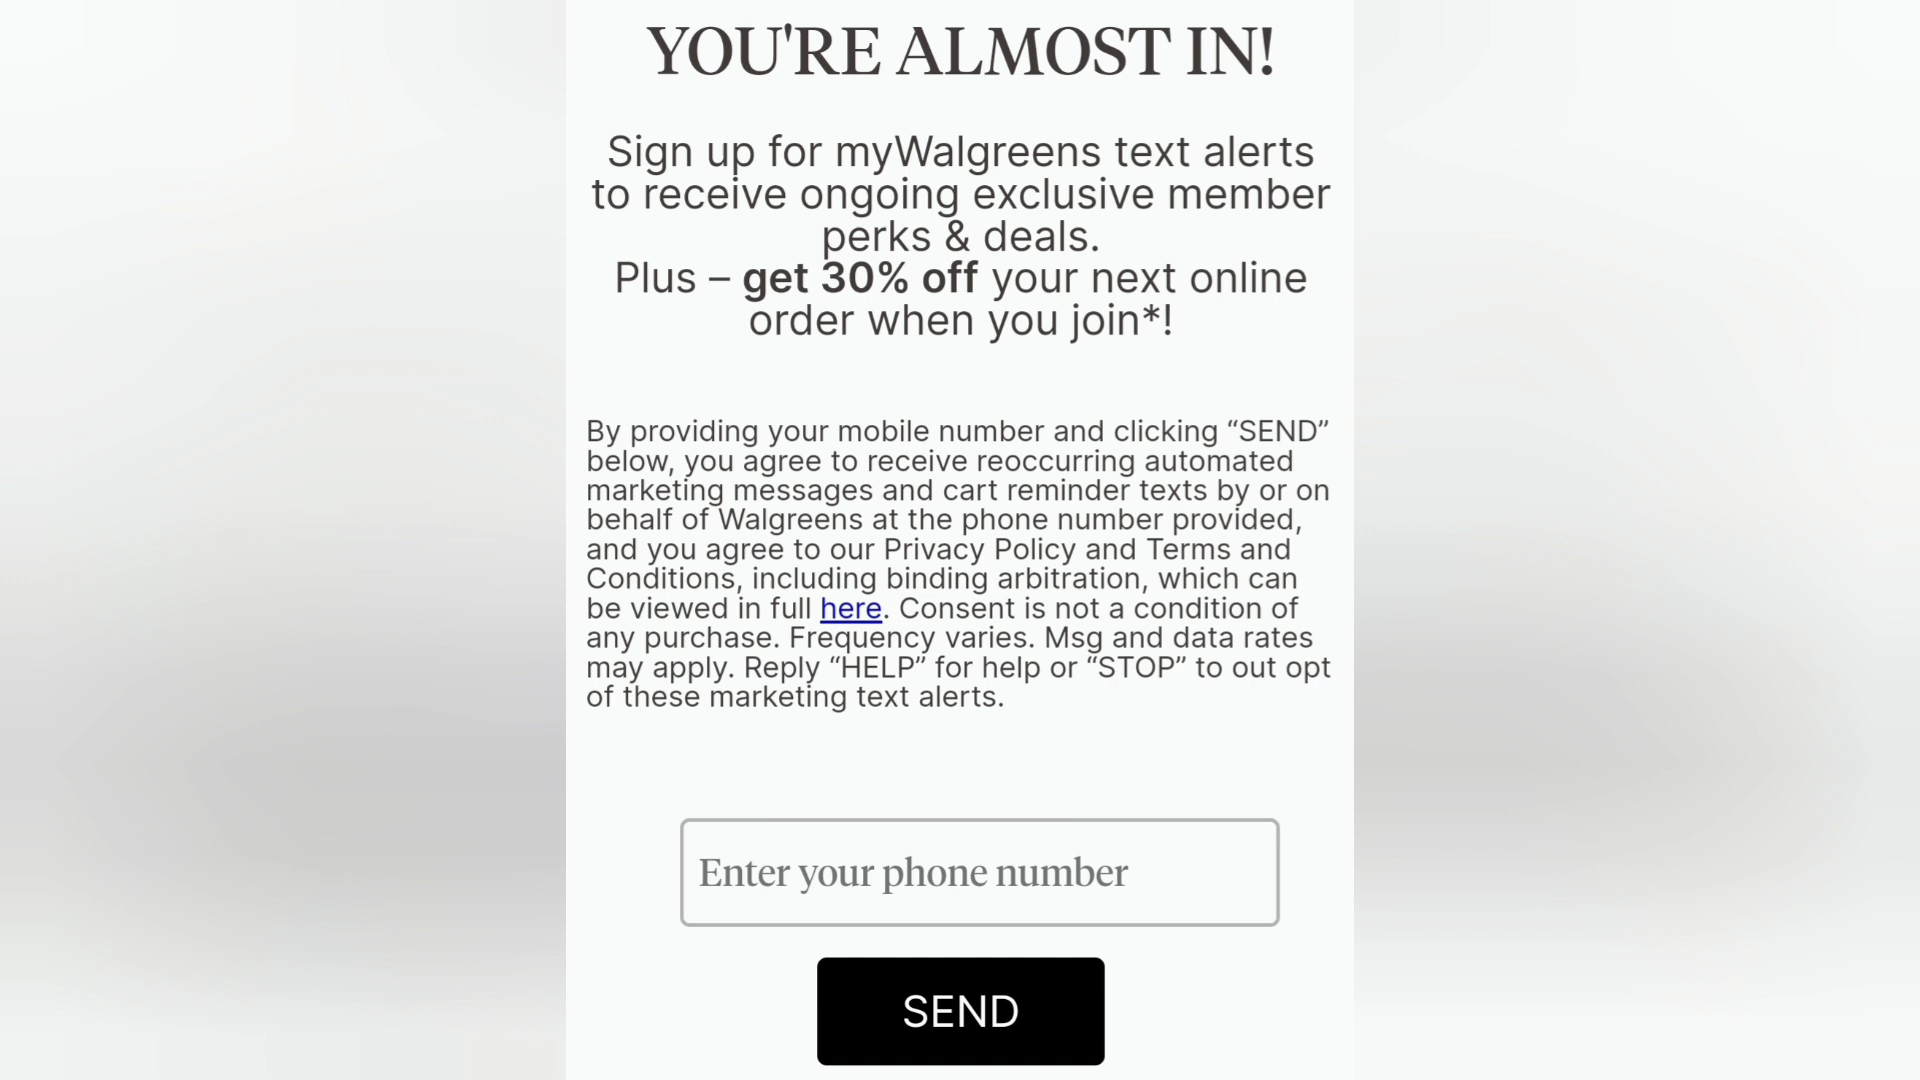 YOU'RE ALMOST IN!
Sign up for myWalgreens text alerts
to receive ongoing exclusive member
perks & deals.
Plus – get 30% off your next online
order when you join*!
By providing your mobile number and clicking “SEND”
below, you agree to receive reoccurring automated
marketing messages and cart reminder texts by or on
behalf of Walgreens at the phone number provided,
and you agree to our Privacy Policy and Terms and
Conditions, including binding arbitration, which can
be viewed in full here. Consent is not a condition of
any purchase. Frequency varies. Msg and data rates
may apply. Reply “HELP” for help or “STOP” to out opt
of these marketing text alerts.
Enter your phone number
SEND